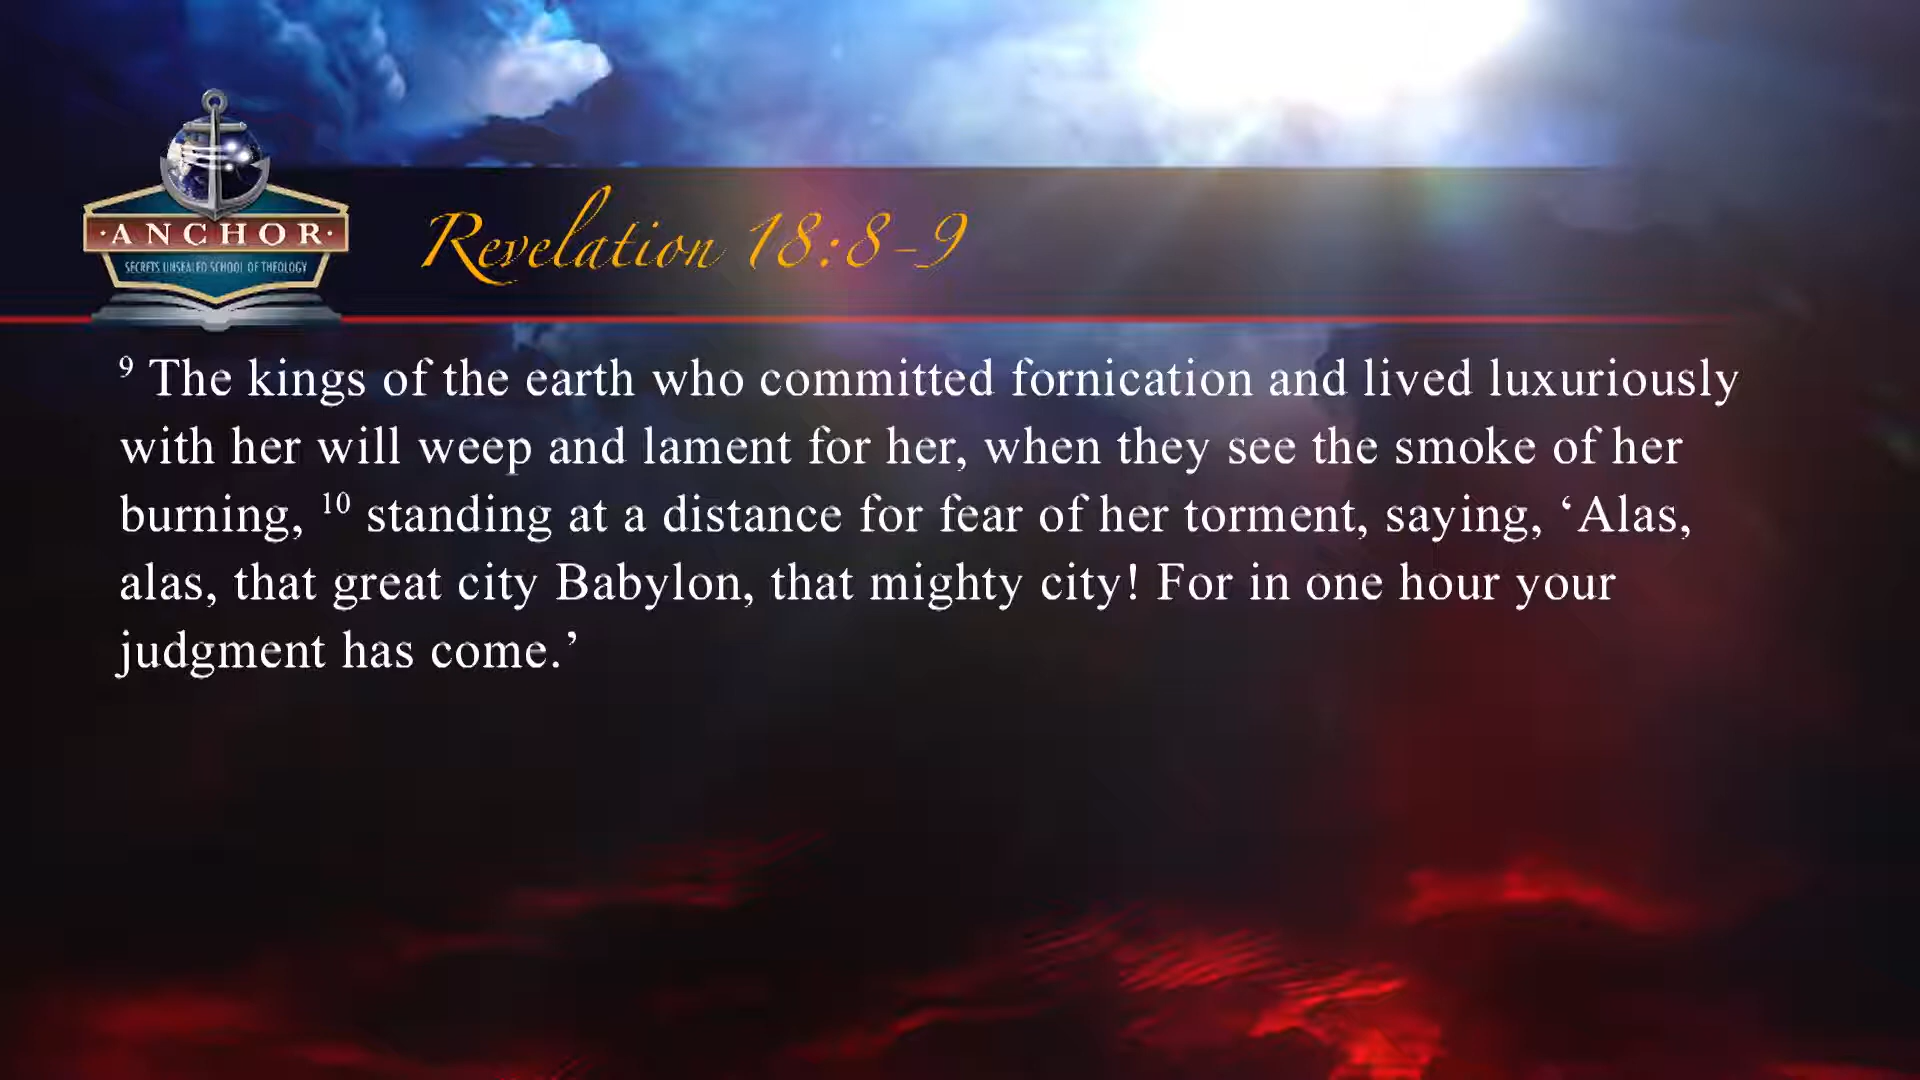 ·ANCHOR·
SECRETS UNSEALED SCHOOL OF THEOLOGY
Revelation 18:8-9
⁹ The kings of the earth who committed fornication and lived luxuriously
with her will weep and lament for her, when they see the smoke of her
burning, ¹⁰ standing at a distance for fear of her torment, saying, ‘Alas,
alas, that great city Babylon, that mighty city! For in one hour your
judgment has come.’